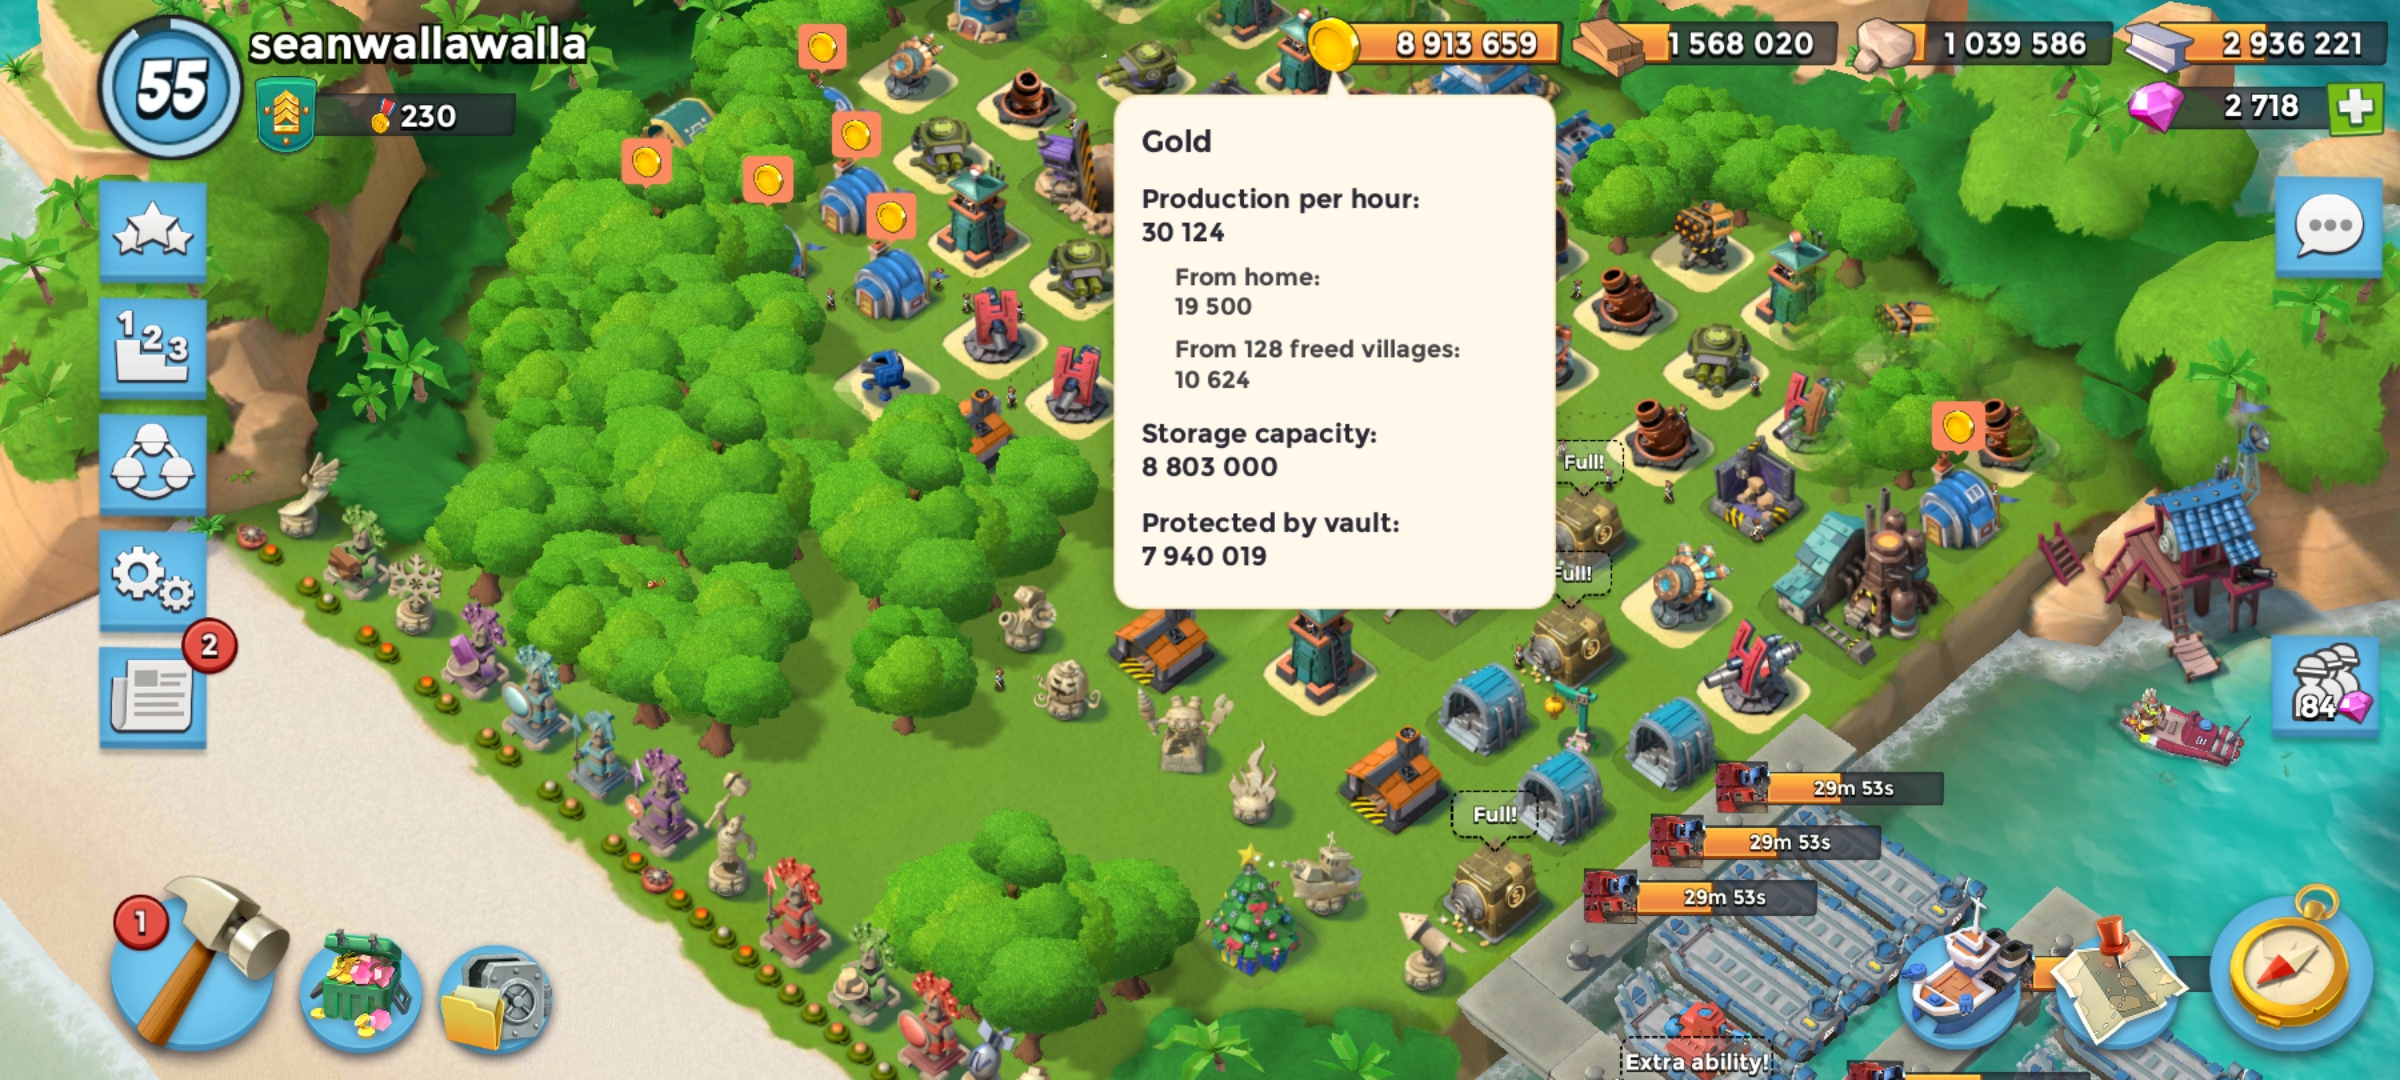 55
seanwallawalla
230
8 913 659
1 568 020
1 039 586
2 936 221
2 718
Gold
Production per hour:
30 124
From home:
19 500
From 128 freed villages:
10 624
Storage capacity:
8 803 000
Protected by vault:
7 940 019
123
2
Full!
Full!
84
Full!
29m 53s
29m 53s
29m 53s
1
Extra ability!